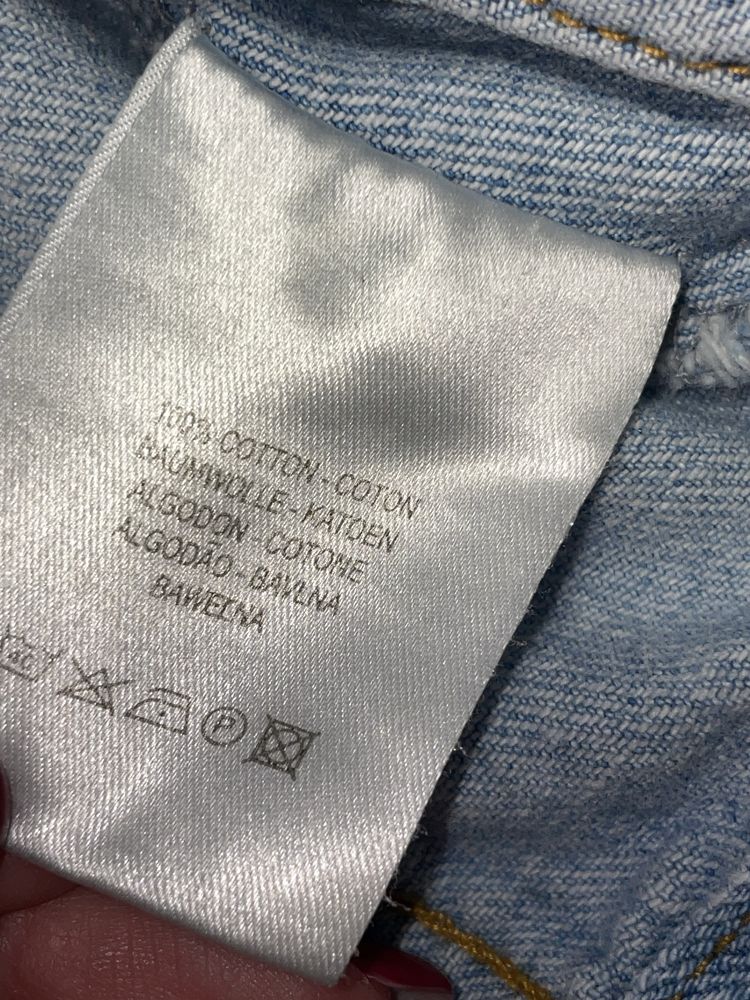 100% COTTON - COTON
BAUMWOLLE - KATOEN
ALGODON - COTONE
ALGODÃO - BAVLNA
BAWEŁNA
P